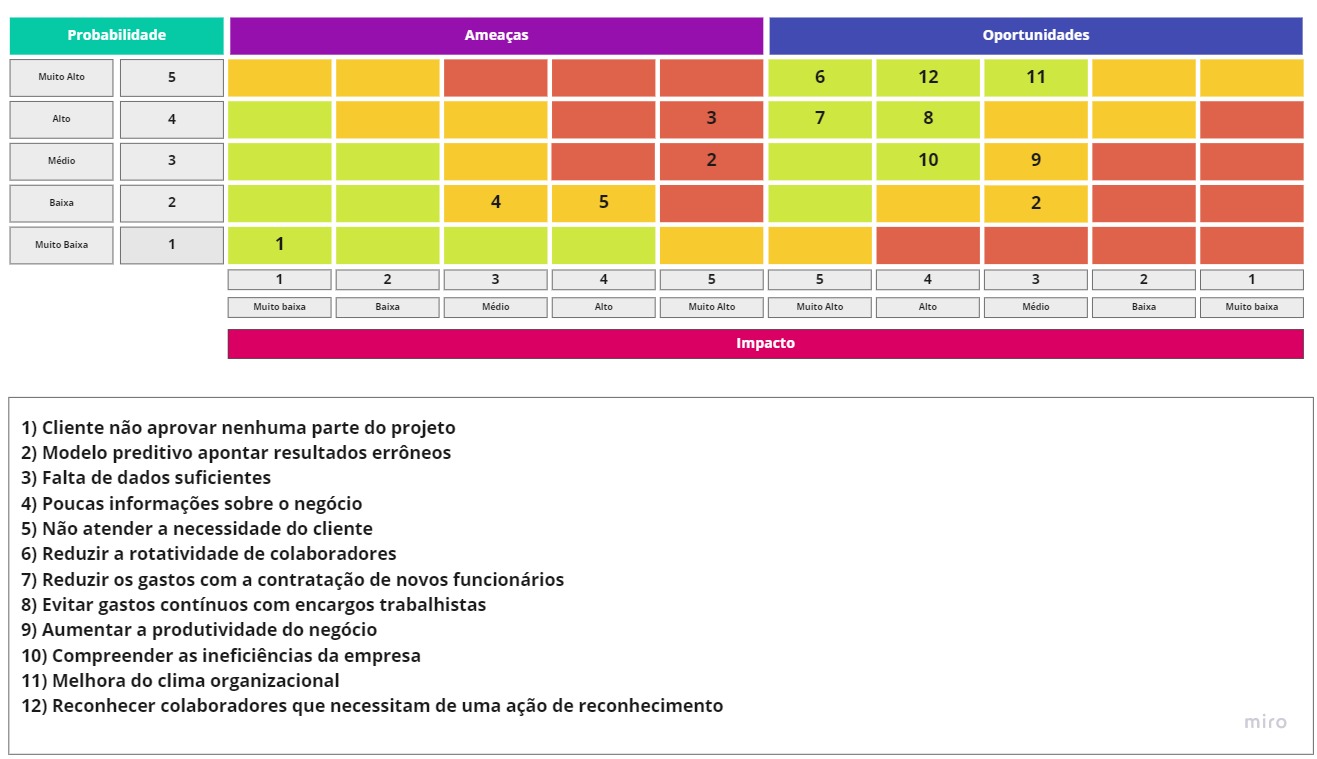 Probabilidade Ameaças Oportunidades
Muito Alto 5 6 12 11
Alto 4 3 7 8
Médio 3 2 10 9
Baixa 2 4 5 2
Muito Baixa 1 1
1 2 3 4 5 5 4 3 2 1
Muito baixa Baixa Médio Alto Muito Alto Muito Alto Alto Médio Baixa Muito baixa
Impacto
1) Cliente não aprovar nenhuma parte do projeto
2) Modelo preditivo apontar resultados errôneos
3) Falta de dados suficientes
4) Poucas informações sobre o negócio
5) Não atender a necessidade do cliente
6) Reduzir a rotatividade de colaboradores
7) Reduzir os gastos com a contratação de novos funcionários
8) Evitar gastos contínuos com encargos trabalhistas
9) Aumentar a produtividade do negócio
10) Compreender as ineficiências da empresa
11) Melhora do clima organizacional
12) Reconhecer colaboradores que necessitam de uma ação de reconhecimento
miro